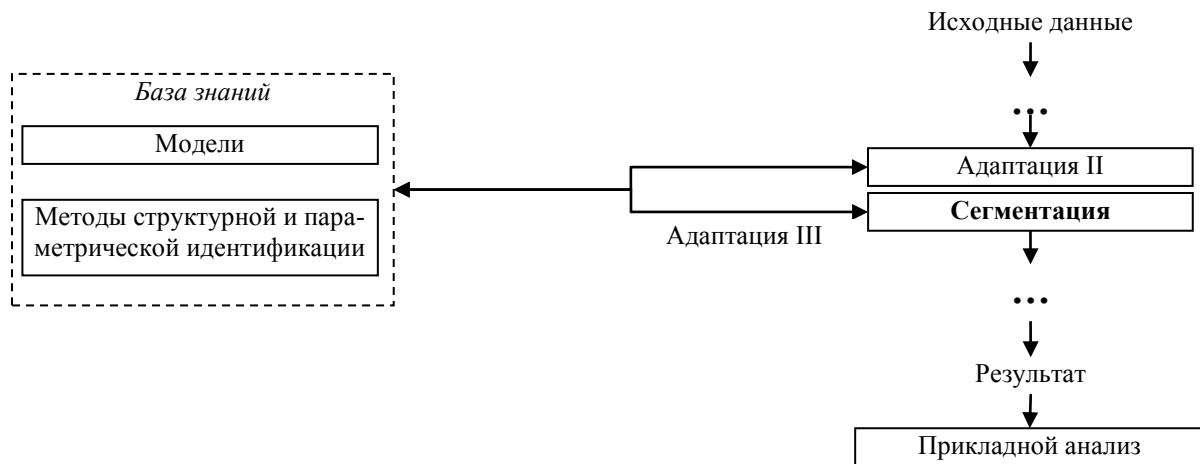 Исходные данные
База знаний
...
Модели
Адаптация II
Методы структурной и пара-
метрической идентификации
Сегментация
Адаптация III
...
Результат
Прикладной анализ